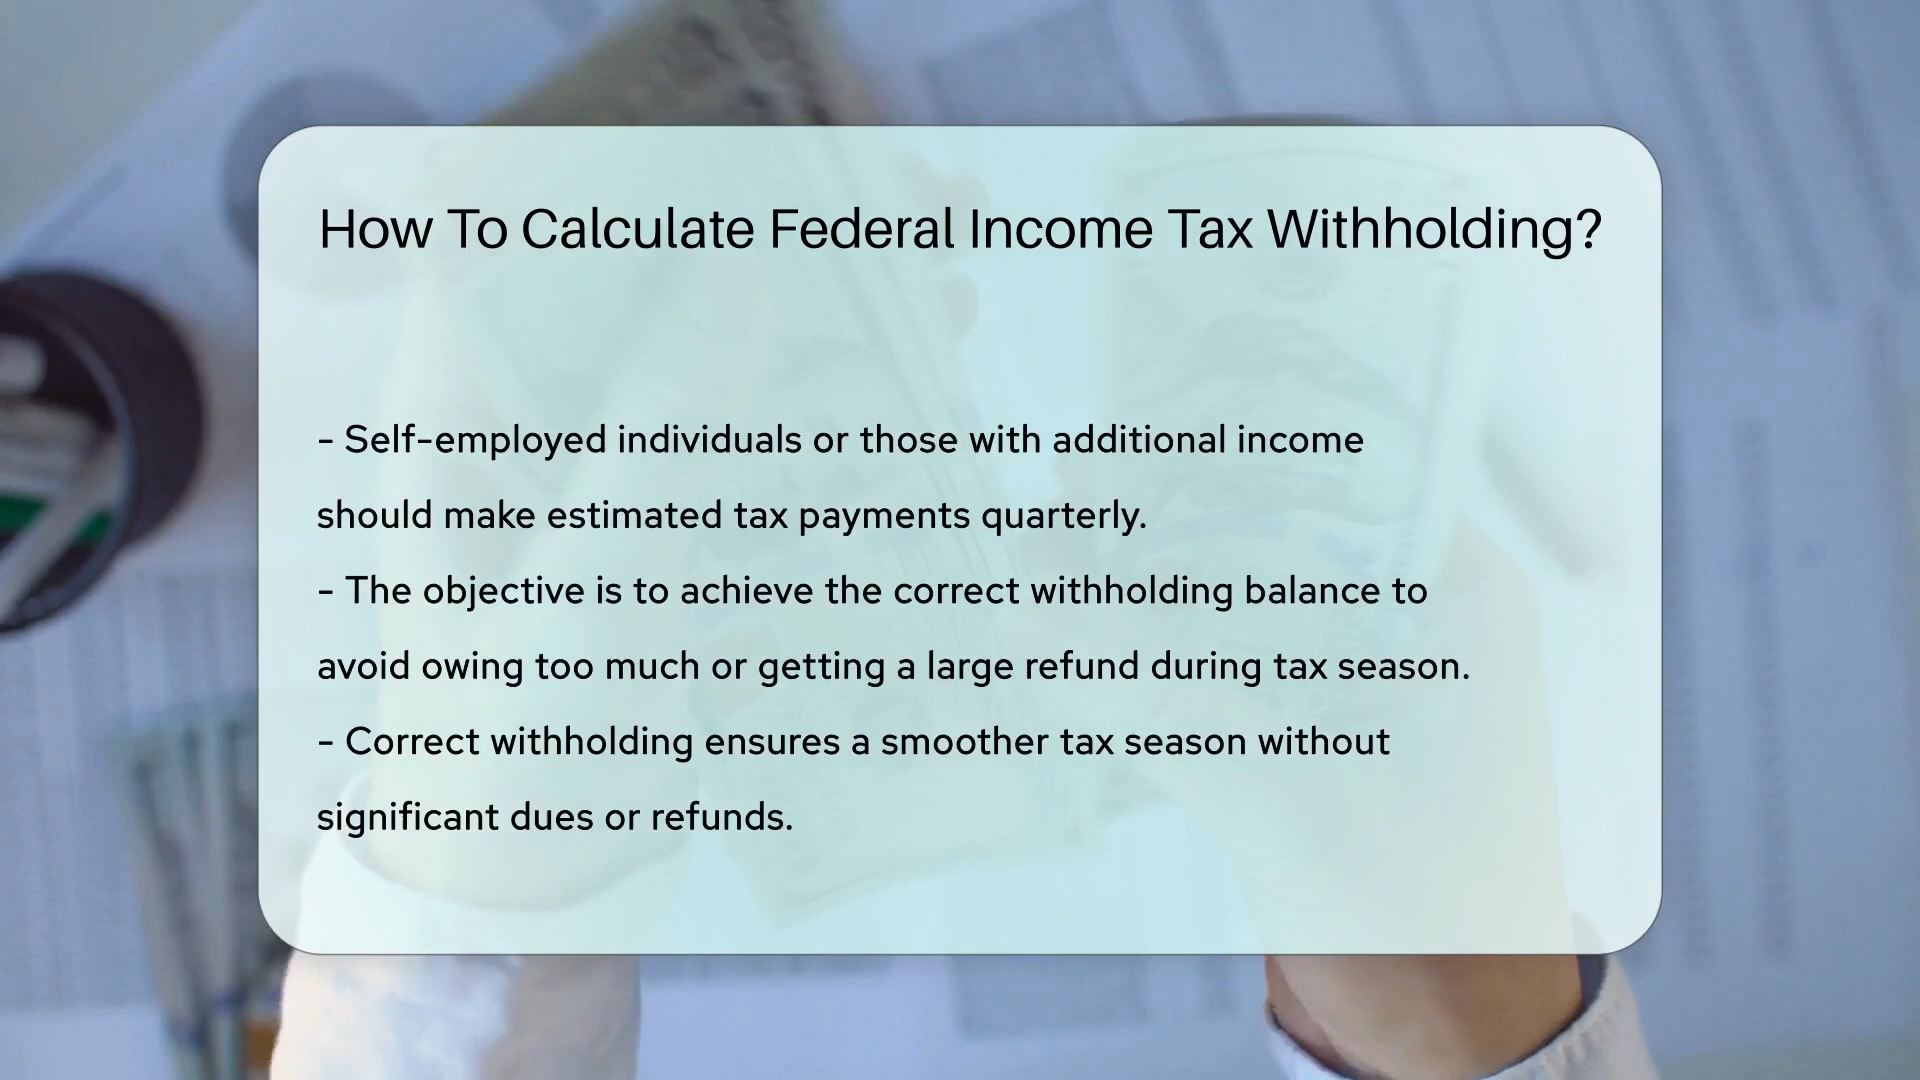 How To Calculate Federal Income Tax Withholding?
- Self-employed individuals or those with additional income
should make estimated tax payments quarterly.
- The objective is to achieve the correct withholding balance to
avoid owing too much or getting a large refund during tax season.
- Correct withholding ensures a smoother tax season without
significant dues or refunds.